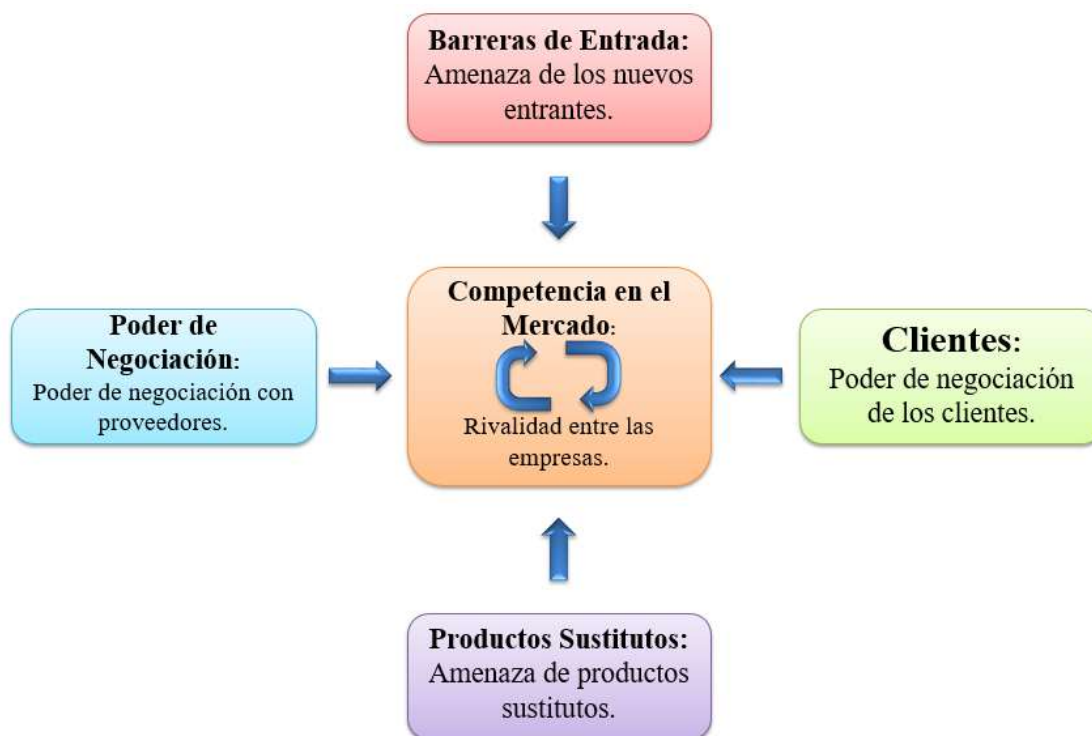 Barreras de Entrada:
Amenaza de los nuevos
entrantes.
Poder de
Negociación:
Poder de negociación con
proveedores.
Competencia en el
Mercado:
Rivalidad entre las
empresas.
Clientes:
Poder de negociación
de los clientes.
Productos Sustitutos:
Amenaza de productos
sustitutos.